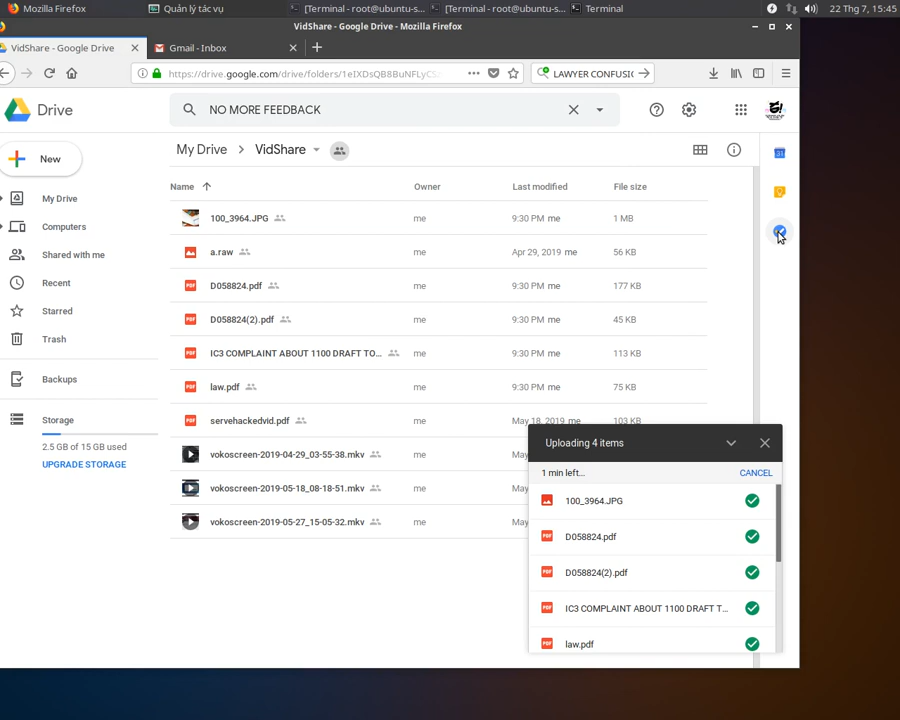 Mozilla Firefox
Quản lý tác vụ
[Terminal - root@ubuntu-s...
[Terminal - root@ubuntu-s...
Terminal
22 Thg 7, 15:45
VidShare - Google Drive - Mozilla Firefox
VidShare - Google Drive
Gmail - Inbox
https://drive.google.com/drive/folders/1eIXDsQB8BuNFLyCS
LAWYER CONFUSIO
Drive
NO MORE FEEDBACK
New
My Drive
Computers
Shared with me
Recent
Starred
Trash
Backups
Storage
2.5 GB of 15 GB used
UPGRADE STORAGE
My Drive
VidShare
Name
Owner
Last modified
File size
100_3964.JPG
me
9:30 PM me
1 MB
a.raw
me
Apr 29, 2019 me
56 KB
D058824.pdf
me
9:30 PM me
177 KB
D058824(2).pdf
me
9:30 PM me
45 KB
IC3 COMPLAINT ABOUT 1100 DRAFT TO...
me
9:30 PM me
113 KB
law.pdf
me
9:30 PM me
75 KB
servehackedvid.pdf
me
May 18, 2019 me
103 KB
vokoscreen-2019-04-29_03-55-38.mkv
me
May
vokoscreen-2019-05-18_08-18-51.mkv
me
May
vokoscreen-2019-05-27_15-05-32.mkv
me
May
Uploading 4 items
1 min left...
CANCEL
100_3964.JPG
D058824.pdf
D058824(2).pdf
IC3 COMPLAINT ABOUT 1100 DRAFT T...
law.pdf
31